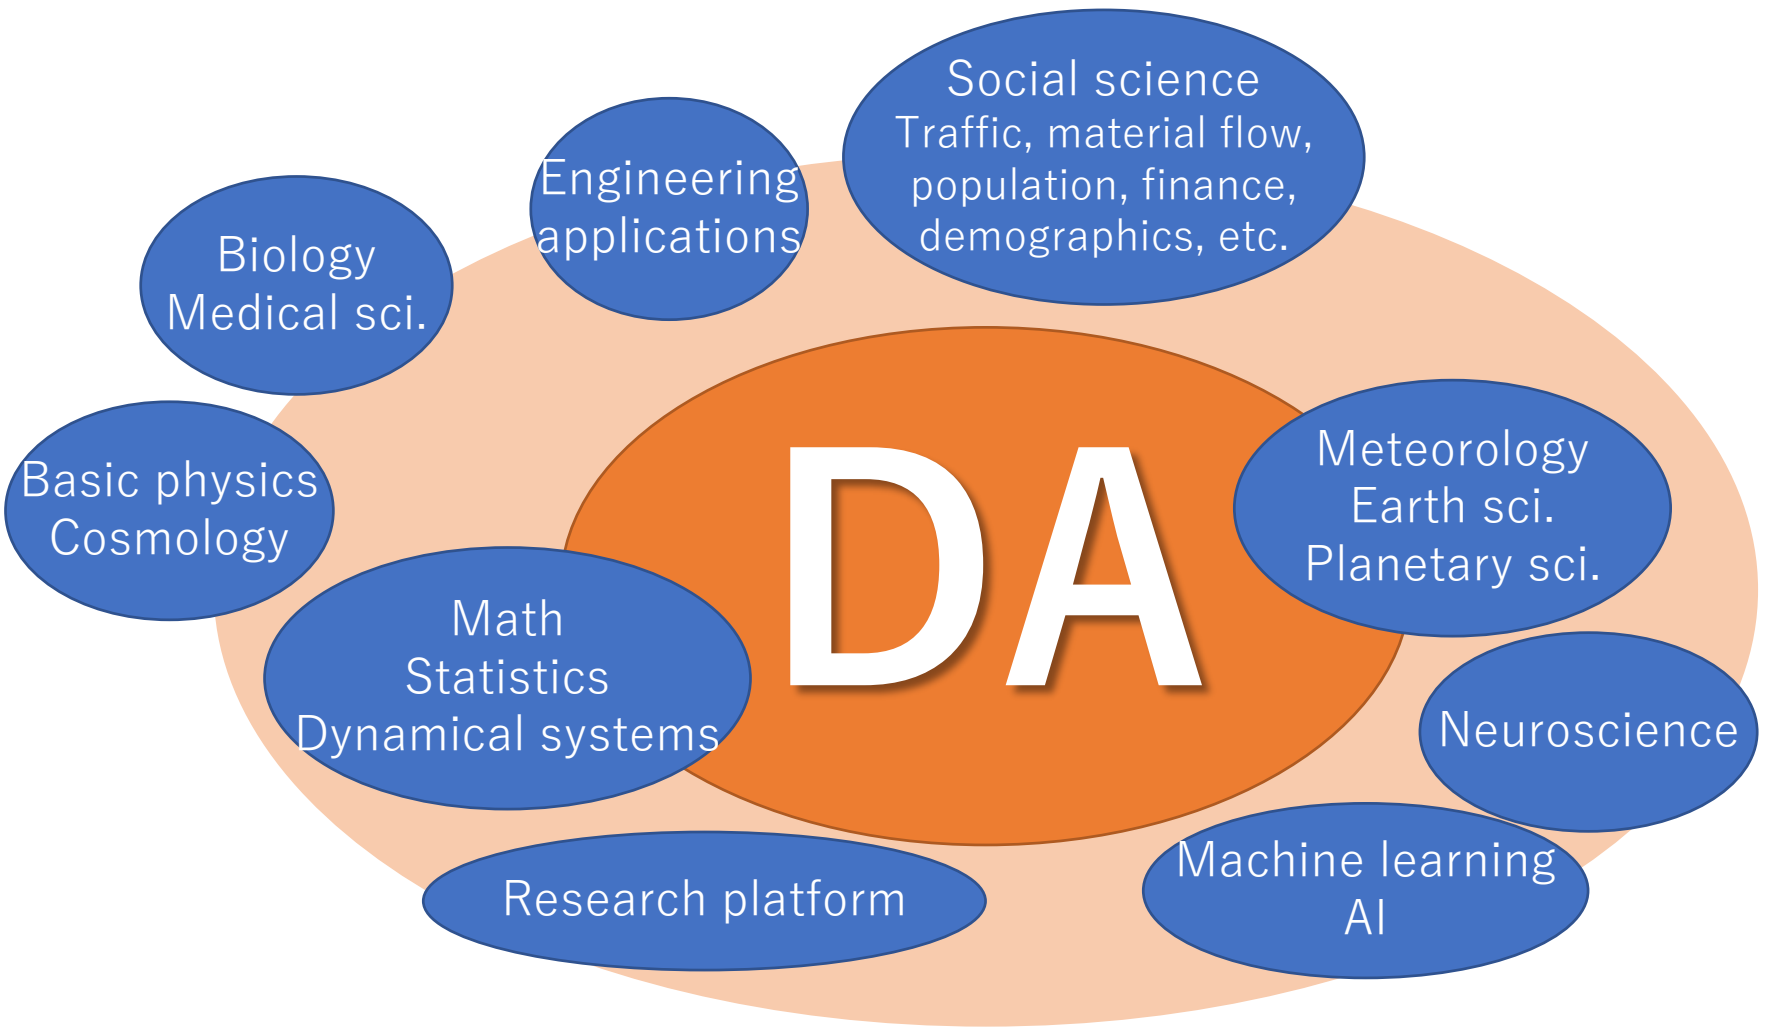 Social science
Traffic, material flow,
population, finance,
demographics, etc.
Engineering
applications
Biology
Medical sci.
Basic physics
Cosmology
DA
Meteorology
Earth sci.
Planetary sci.
Math
Statistics
Dynamical systems
Neuroscience
Research platform
Machine learning
AI